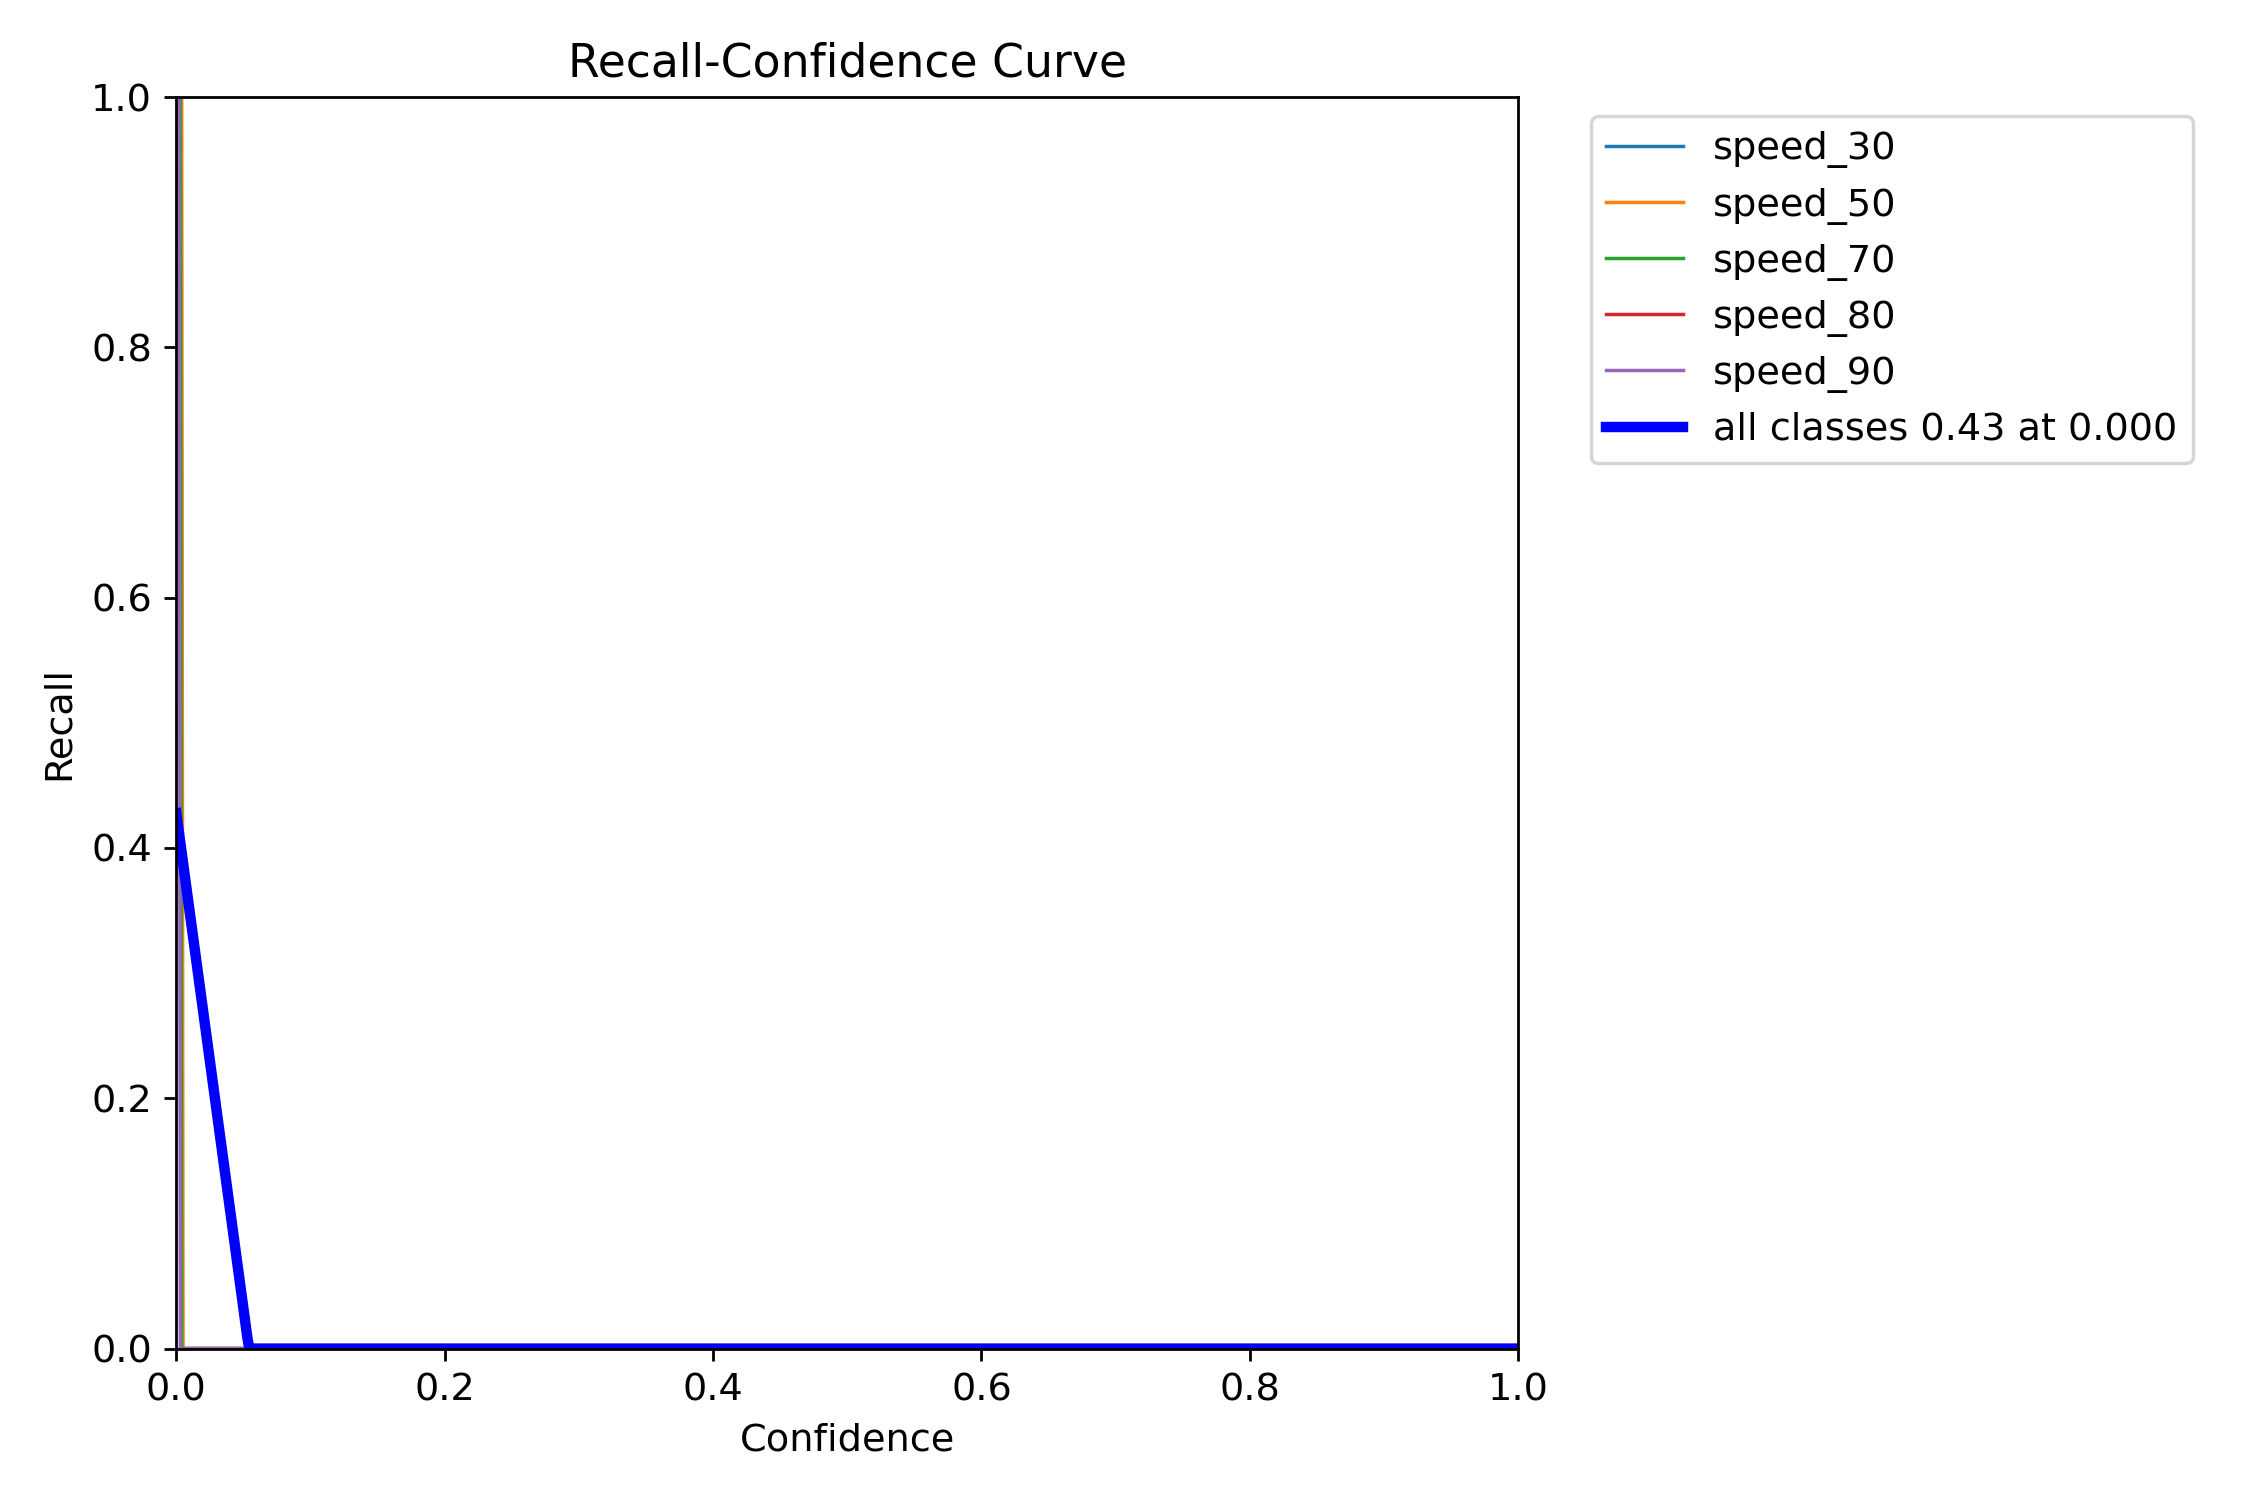 Recall-Confidence Curve
1.0
0.8
0.6
0.4
0.2
0.0
Recall
0.0 0.2 0.4 0.6 0.8 1.0
Confidence
speed_30
speed_50
speed_70
speed_80
speed_90
all classes 0.43 at 0.000